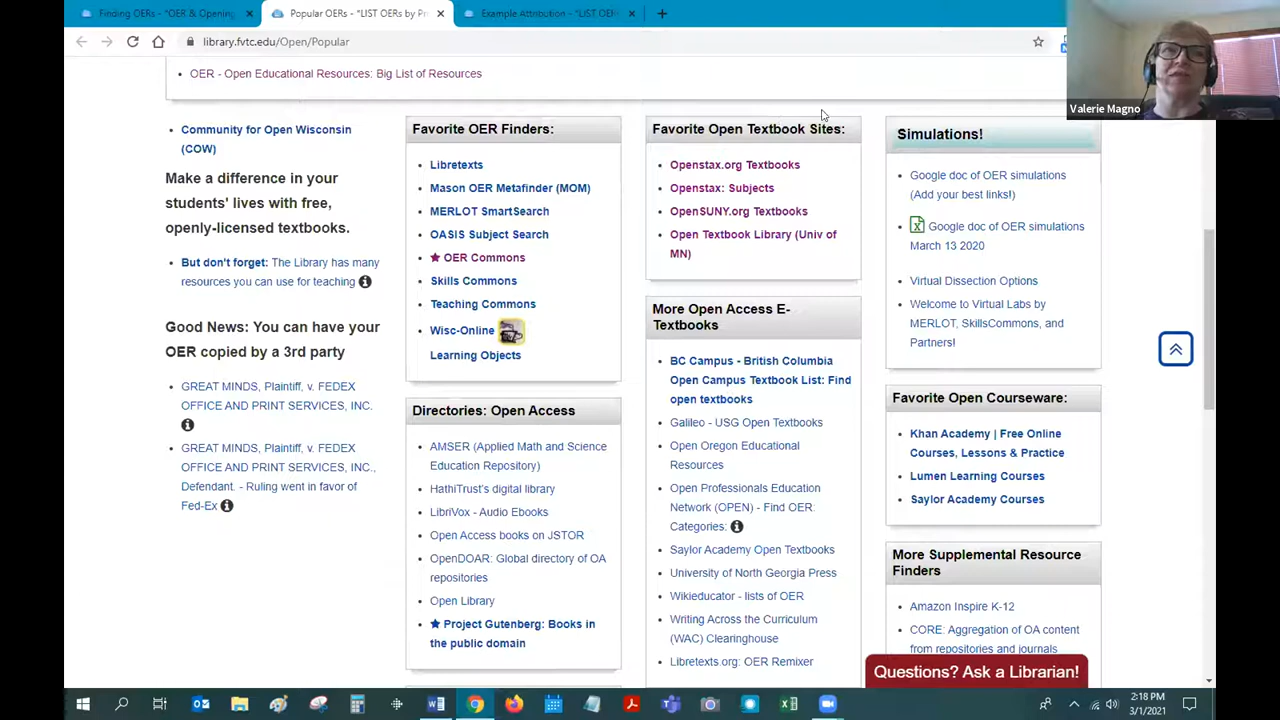 Finding OERs - "OER & Opening
Popular OERs - "LIST OERs by Pr
Example Attribution - "LIST OER
library.fvtc.edu/Open/Popular
Valerie Magno
OER - Open Educational Resources: Big List of Resources
Community for Open Wisconsin
(COW)
Make a difference in your
students' lives with free,
openly-licensed textbooks.
But don't forget: The Library has many
resources you can use for teaching
Good News: You can have your
OER copied by a 3rd party
GREAT MINDS, Plaintiff, v. FEDEX
OFFICE AND PRINT SERVICES, INC.
GREAT MINDS, Plaintiff, v. FEDEX
OFFICE AND PRINT SERVICES, INC.,
Defendant. - Ruling went in favor of
Fed-Ex
Favorite OER Finders:
Libretexts
Mason OER Metafinder (MOM)
MERLOT SmartSearch
OASIS Subject Search
OER Commons
Skills Commons
Teaching Commons
Wisc-Online
Learning Objects
Directories: Open Access
AMSER (Applied Math and Science
Education Repository)
HathiTrust's digital library
LibriVox - Audio Ebooks
Open Access books on JSTOR
OpenDOAR: Global directory of OA
repositories
Open Library
Project Gutenberg: Books in
the public domain
Favorite Open Textbook Sites:
Openstax.org Textbooks
Openstax: Subjects
OpenSUNY.org Textbooks
Open Textbook Library (Univ of
MN)
More Open Access E-
Textbooks
BC Campus - British Columbia
Open Campus Textbook List: Find
open textbooks
Galileo - USG Open Textbooks
Open Oregon Educational
Resources
Open Professionals Education
Network (OPEN) - Find OER:
Categories:
Saylor Academy Open Textbooks
University of North Georgia Press
Wikieducator - lists of OER
Writing Across the Curriculum
(WAC) Clearinghouse
Libretexts org: OER Remixer
Simulations!
Google doc of OER simulations
(Add your best links!)
Google doc of OER simulations
March 13 2020
Virtual Dissection Options
Welcome to Virtual Labs by
MERLOT, SkillsCommons, and
Partners!
Favorite Open Courseware:
Khan Academy | Free Online
Courses, Lessons & Practice
Lumen Learning Courses
Saylor Academy Courses
More Supplemental Resource
Finders
Amazon Inspire K-12
CORE: Aggregation of OA content
from repositories and journals
Questions? Ask a Librarian!
2:18 PM
3/1/2021